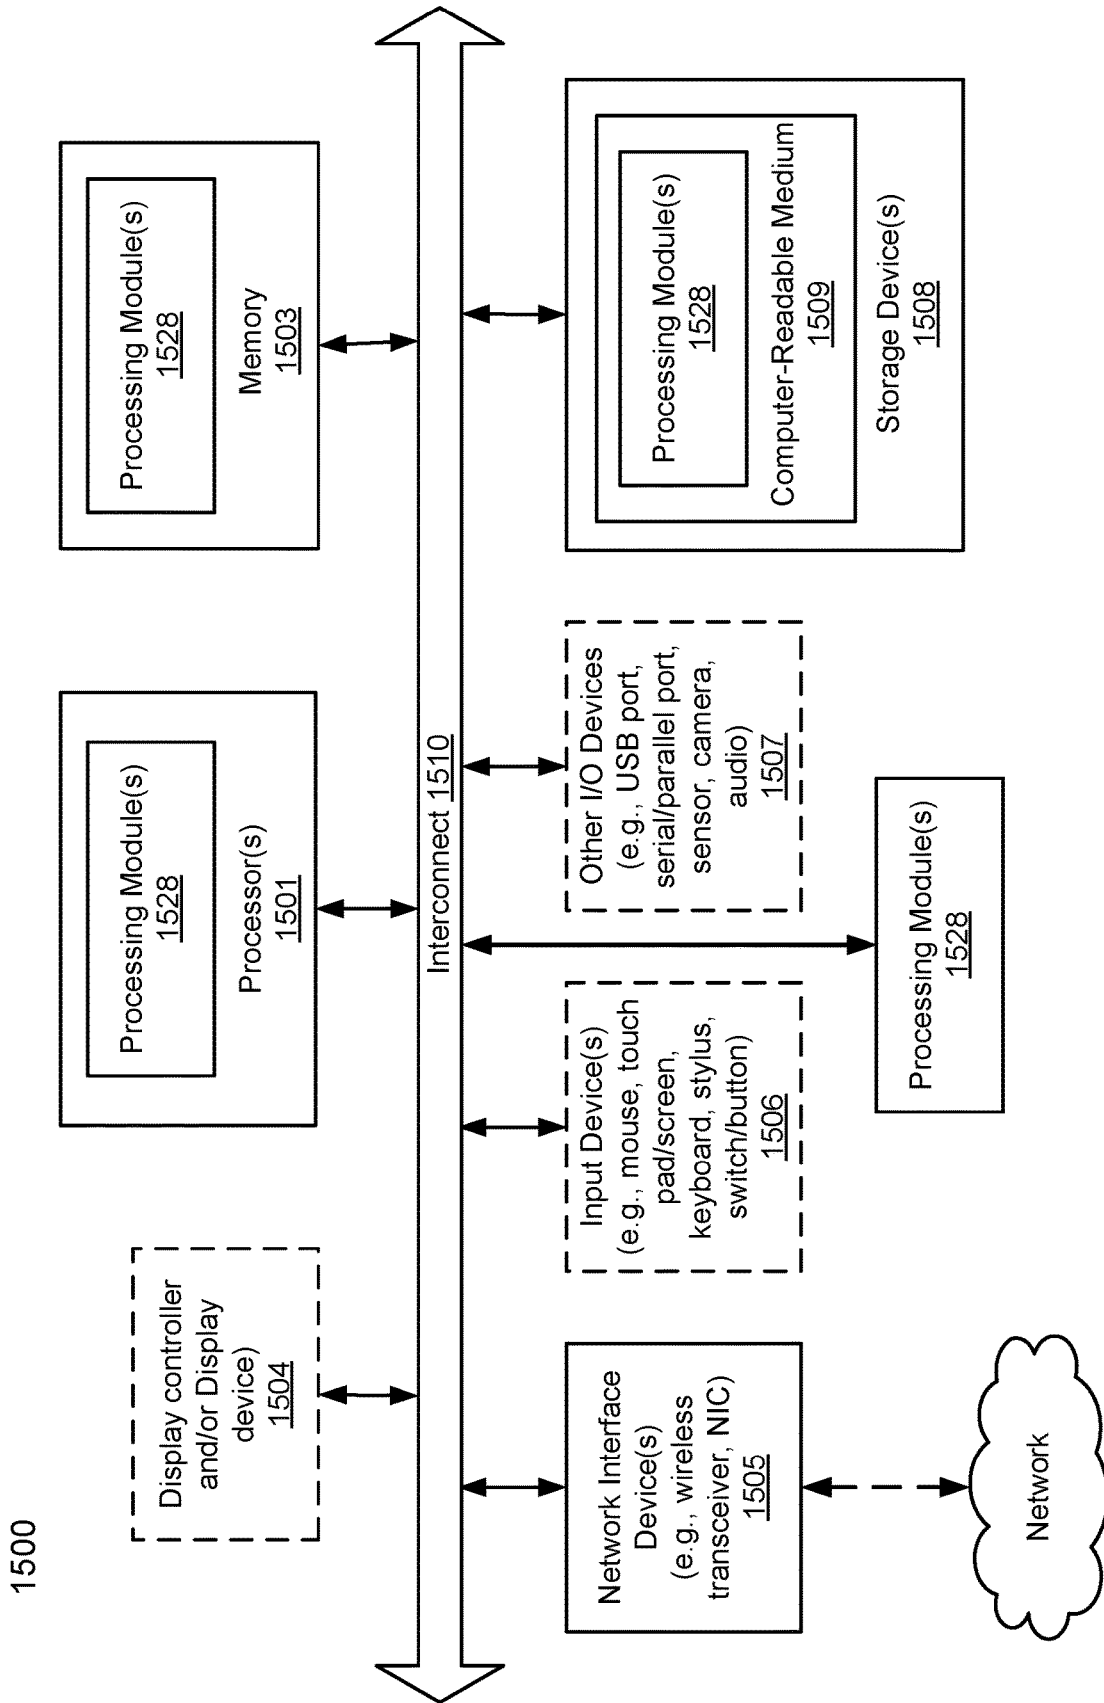 1500
Display controller
and/or Display
device)
1504
Processing Module(s)
1528
Processor(s)
1501
Processing Module(s)
1528
Memory
1503
Interconnect 1510
Network Interface
Device(s)
(e.g., wireless
transceiver, NIC)
1505
Input Device(s)
(e.g., mouse, touch
pad/screen,
keyboard, stylus,
switch/button)
1506
Other I/O Devices
(e.g., USB port,
serial/parallel port,
sensor, camera,
audio)
1507
Processing Module(s)
1528
Computer-Readable Medium
1509
Storage Device(s)
1508
Network
Processing Module(s)
1528